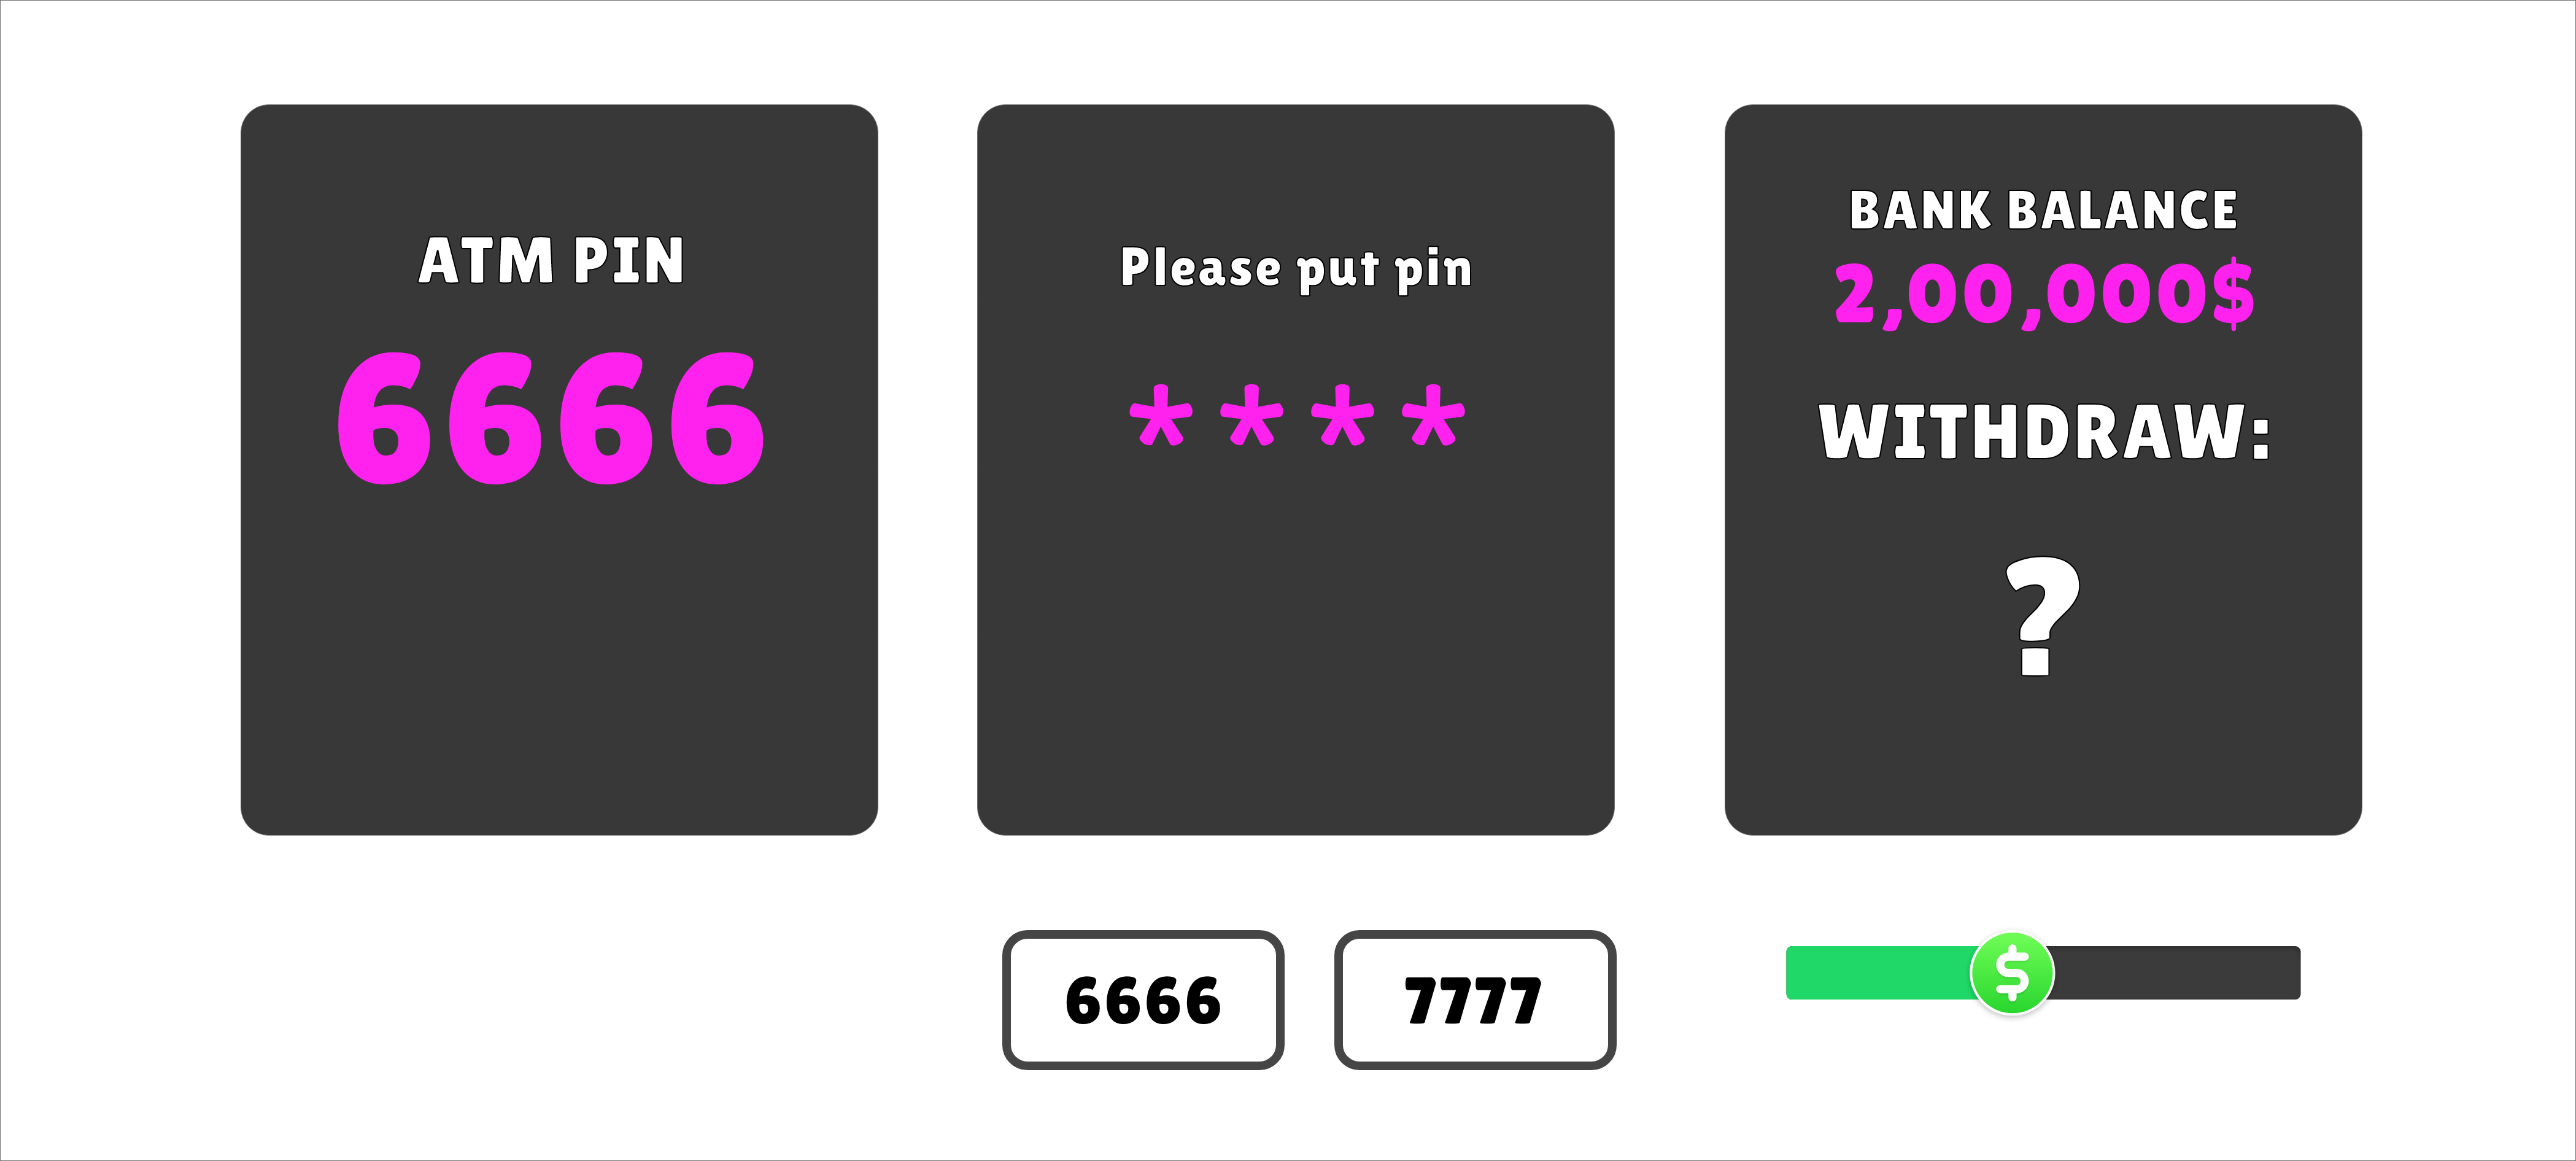 ATM PIN
6666
Please put pin
****
BANK BALANCE
2,00,000$
WITHDRAW:
?
6666
7777
$